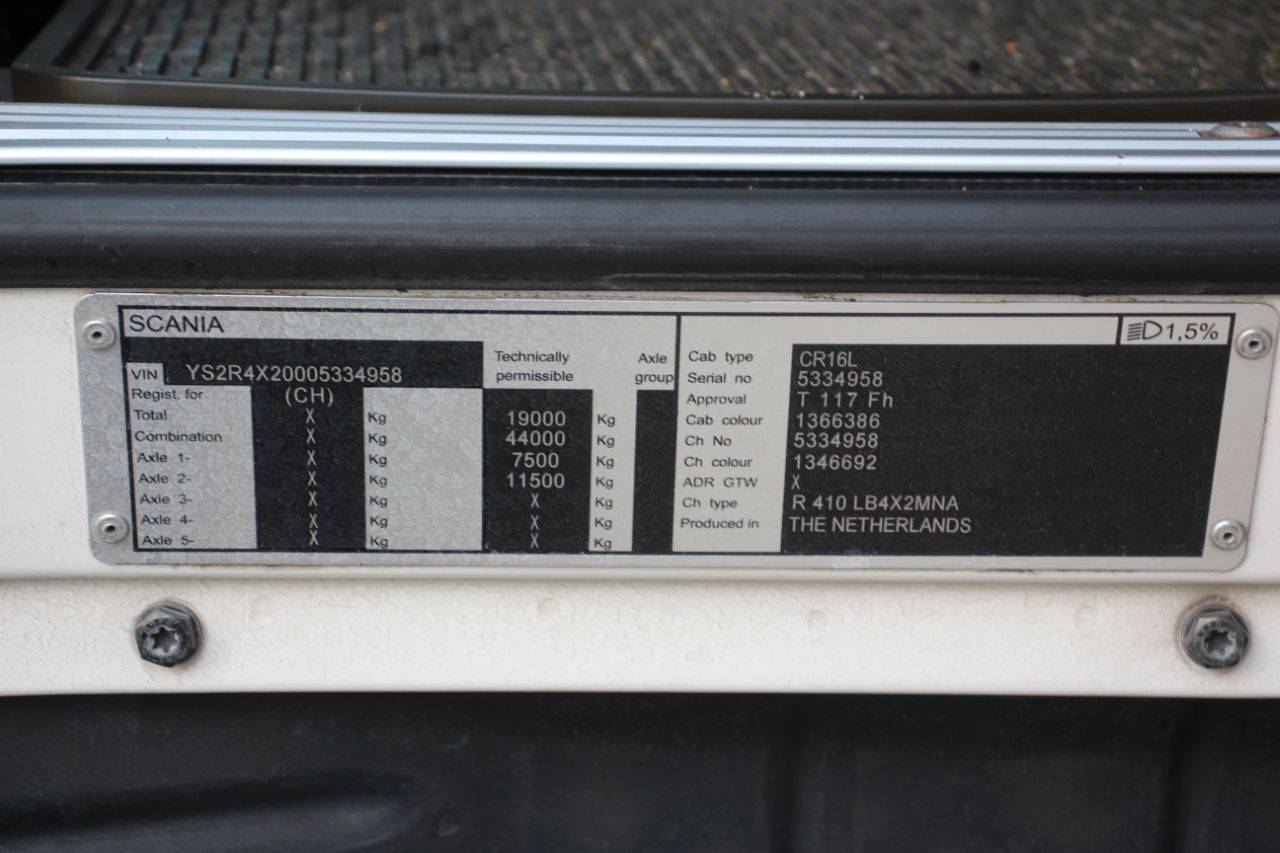 SCANIA
1,5%
VIN YS2R4X20005334958 Technically permissible Axle group
Regist. for (CH)
Total X Kg 19000 Kg
Combination X Kg 44000 Kg
Axle 1- X Kg 7500 Kg
Axle 2- X Kg 11500 Kg
Axle 3- X Kg X Kg
Axle 4- X Kg X Kg
Axle 5- X Kg X Kg
Cab type CR16L
Serial no 5334958
Approval T 117 Fh
Cab colour 1366386
Ch No 5334958
Ch colour 1346692
ADR GTW X
Ch type R 410 LB4X2MNA
Produced in THE NETHERLANDS